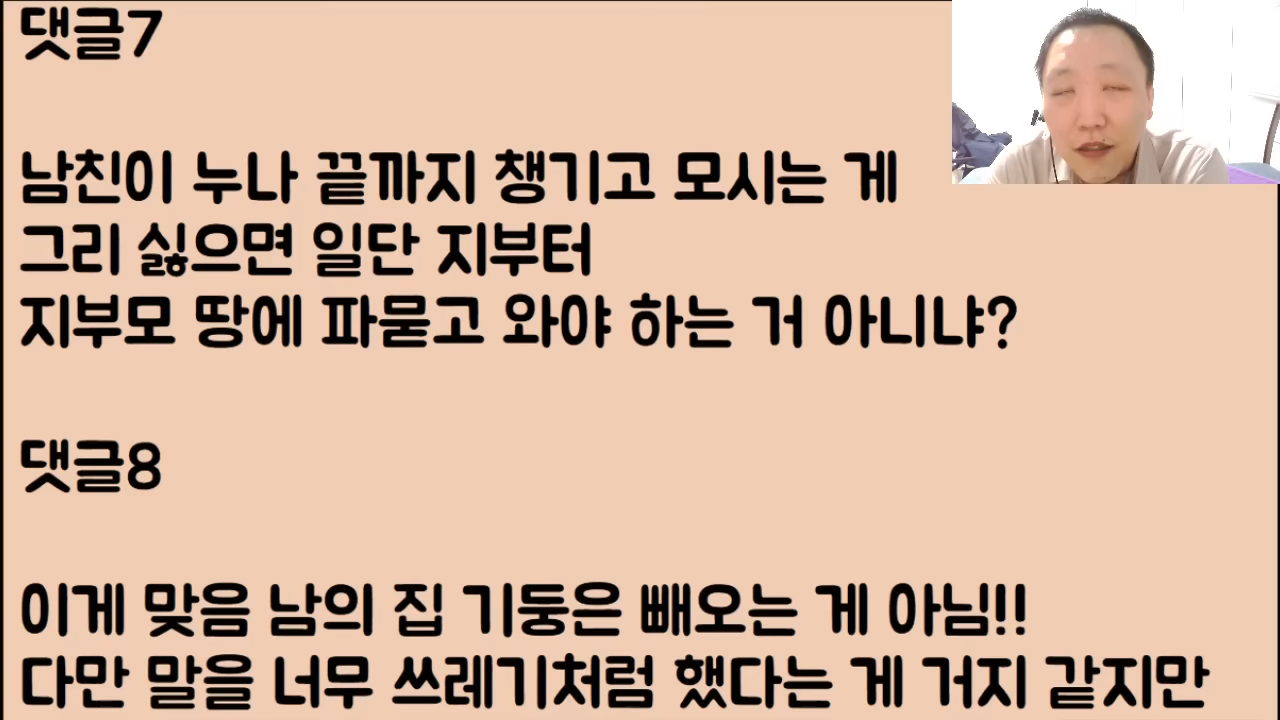 댓글7
남친이 누나 끝까지 챙기고 모시는 게
그리 싫으면 일단 지부터
지부모 땅에 파묻고 와야 하는 거 아니냐?
댓글8
이게 맞음 남의 집 기둥은 빼오는 게 아님!!
다만 말을 너무 쓰레기처럼 했다는 게 거지 같지만